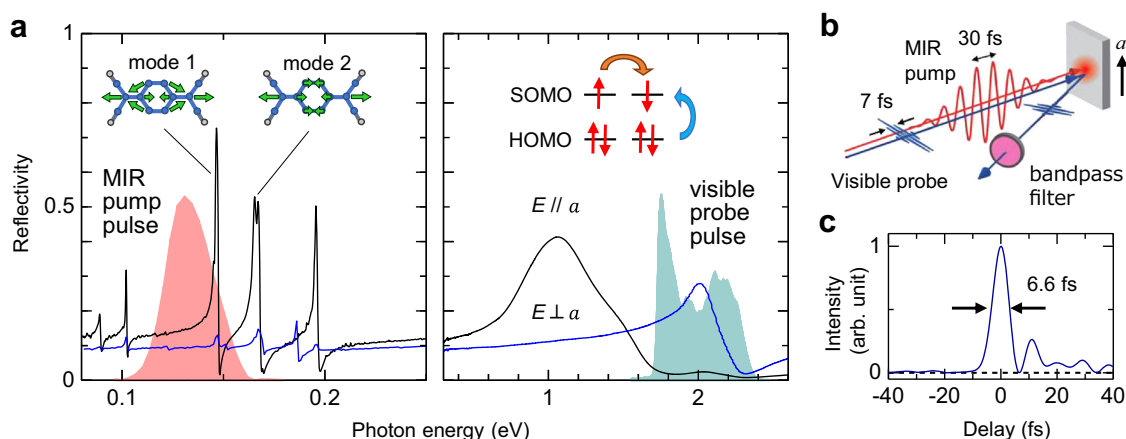 a
mode 1
mode 2
SOMO
HOMO
MIR
pump
pulse
visible
probe
pulse
E // a
E ⊥ a
Reflectivity
1
0.5
0
0.1
0.2
1
2
Photon energy (eV)
b
30 fs
MIR
pump
7 fs
a
Visible probe
bandpass
filter
c
6.6 fs
Intensity
(arb. unit)
1
0
-40
-20
0
20
40
Delay (fs)